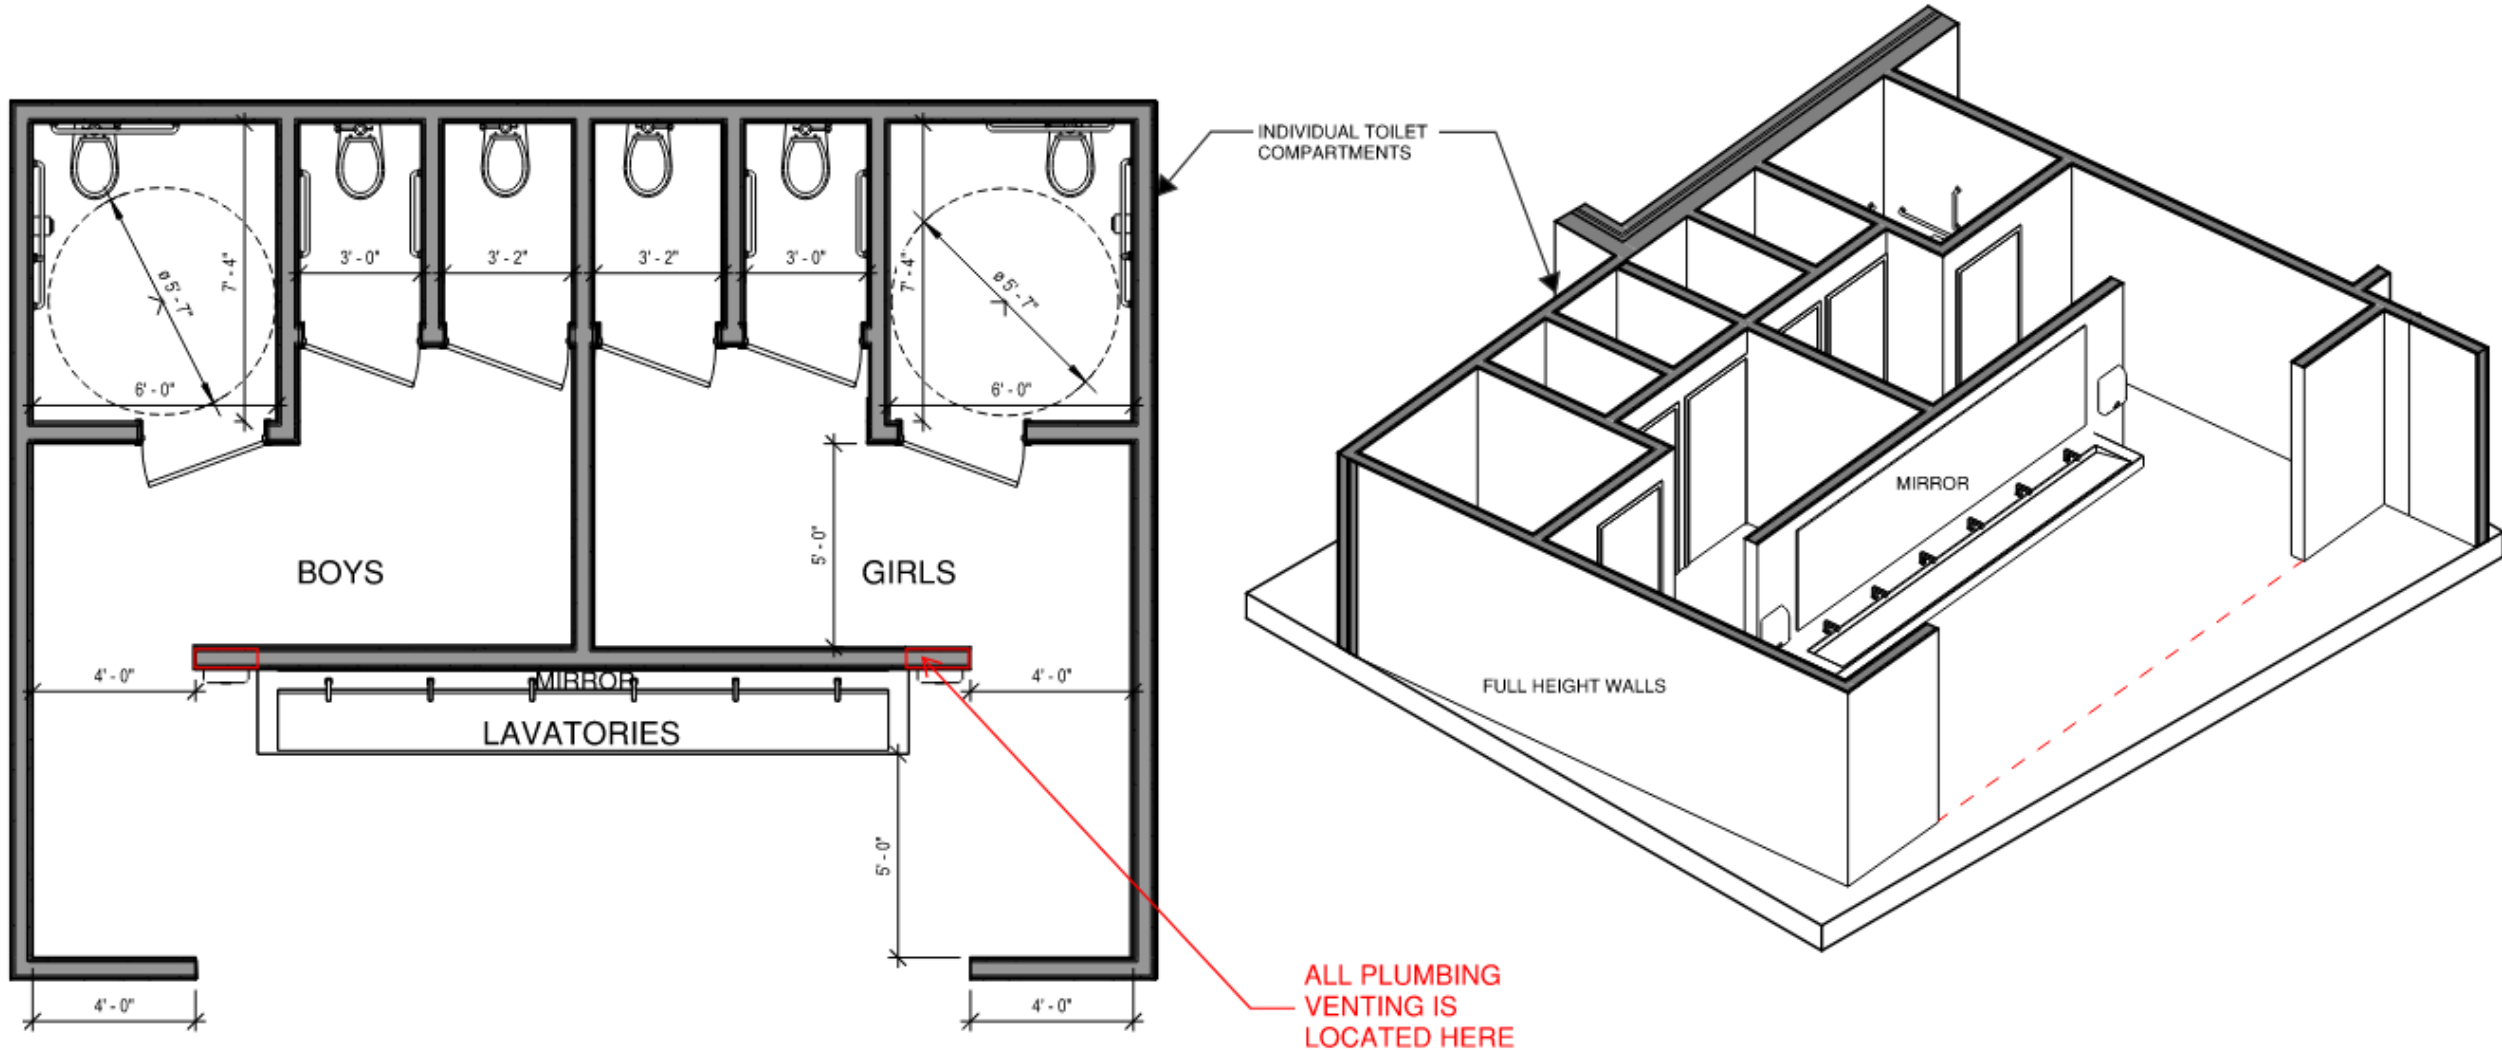 INDIVIDUAL TOILET
COMPARTMENTS
3' - 0"
3' - 2"
3' - 2"
3' - 0"
7' - 4"
7' - 4"
ø 5' - 7"
ø 5' - 7"
6' - 0"
6' - 0"
5' - 0"
BOYS
GIRLS
4' - 0"
4' - 0"
MIRROR
LAVATORIES
5' - 0"
4' - 0"
4' - 0"
MIRROR
FULL HEIGHT WALLS
ALL PLUMBING
VENTING IS
LOCATED HERE